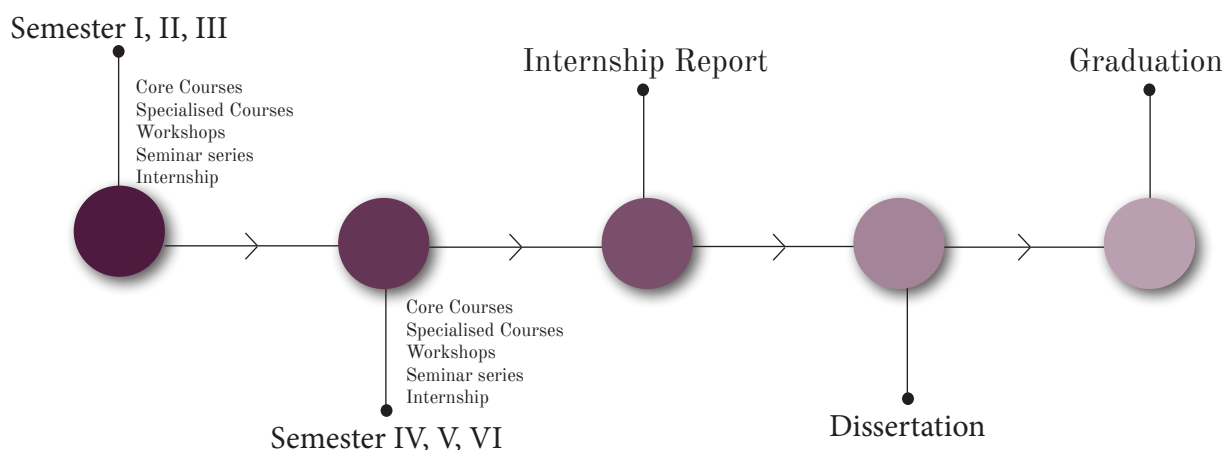 Semester I, II, III
Core Courses
Specialised Courses
Workshops
Seminar series
Internship
Core Courses
Specialised Courses
Workshops
Seminar series
Internship
Semester IV, V, VI
Internship Report
Dissertation
Graduation